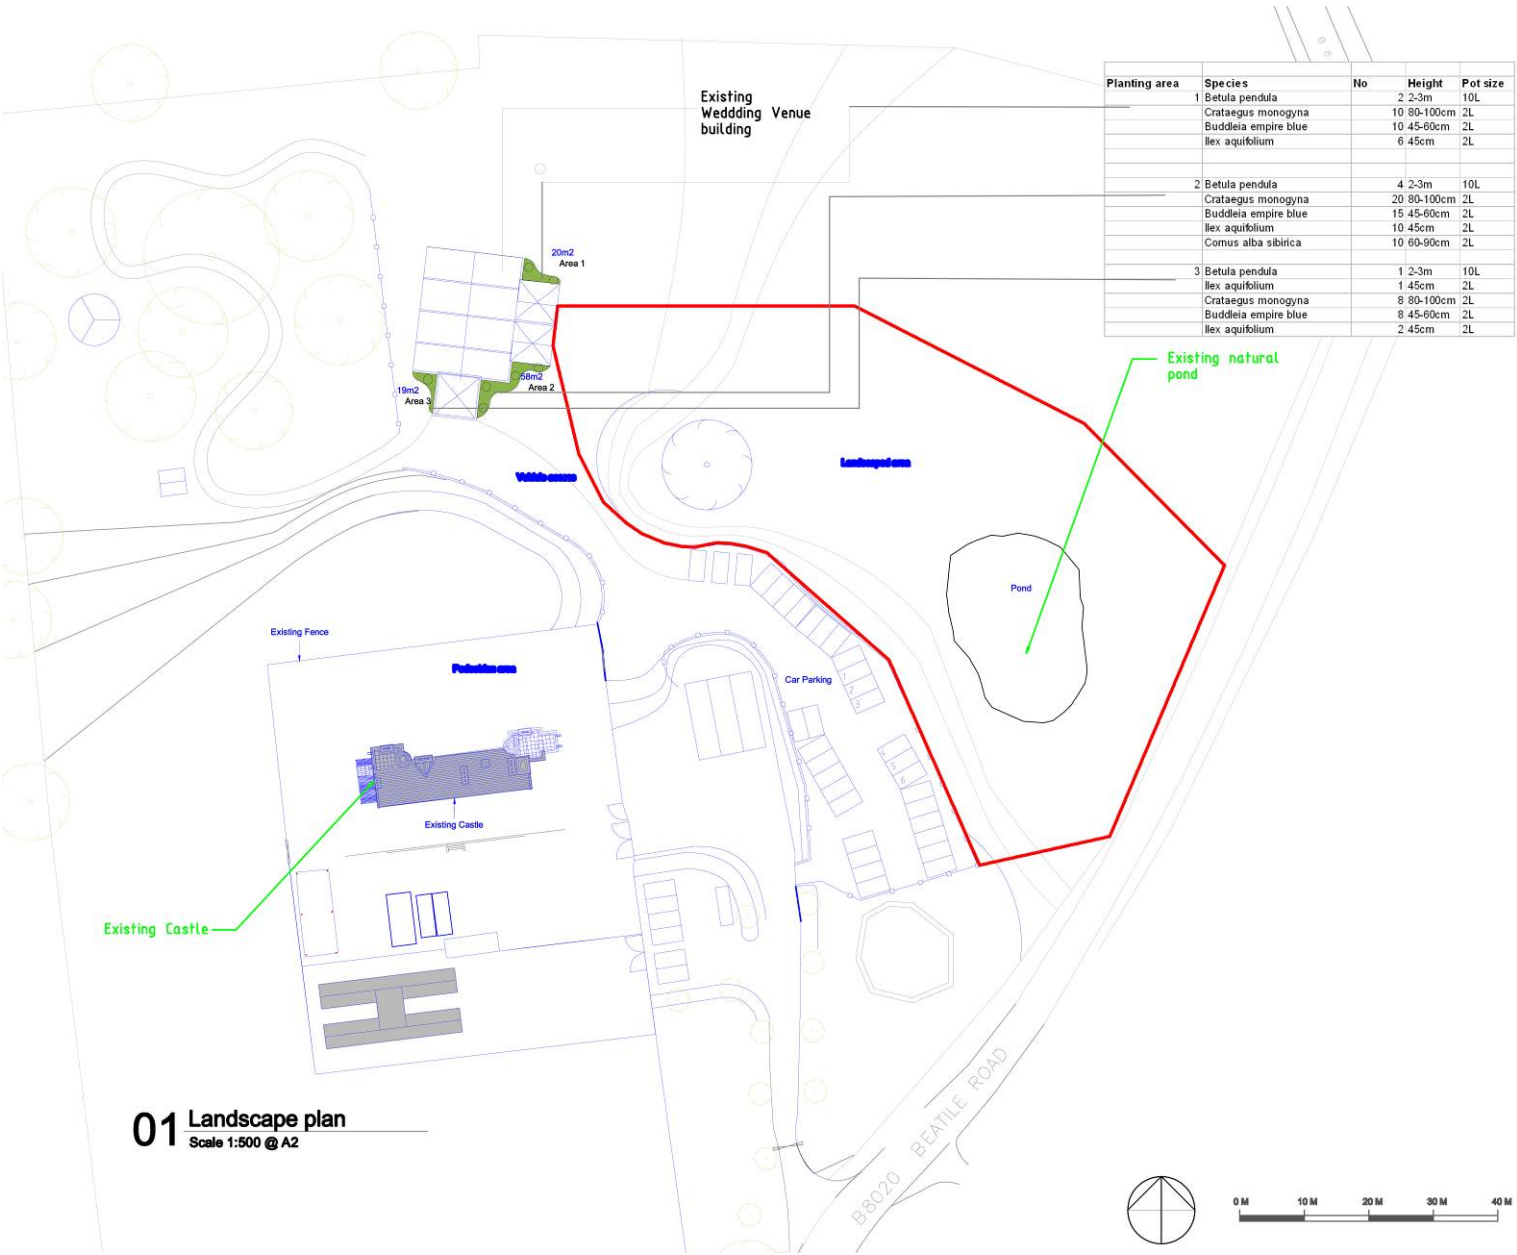 Existing
Weddding Venue
building
Planting area Species No Height Pot size
1 Betula pendula 2 2-3m 10L
Crataegus monogyna 10 80-100cm 2L
Buddleia empire blue 10 45-60cm 2L
Ilex aquifolium 6 45cm 2L
2 Betula pendula 4 2-3m 10L
Crataegus monogyna 20 80-100cm 2L
Buddleia empire blue 15 45-60cm 2L
Ilex aquifolium 10 45cm 2L
Cornus alba sibirica 10 60-90cm 2L
3 Betula pendula 1 2-3m 10L
Ilex aquifolium 1 45cm 2L
Crataegus monogyna 8 80-100cm 2L
Buddleia empire blue 8 45-60cm 2L
Ilex aquifolium 2 45cm 2L
20m2
Area 1
58m2
Area 2
19m2
Area 3
Existing natural
pond
Landscaped area
Vehicle access
Pond
Existing Fence
Pedestrian area
Car Parking
1
2
3
4
5
6
Existing Castle
Existing Castle
B8020 BEATILE ROAD
01 Landscape plan
Scale 1:500 @ A2
0 M 10 M 20 M 30 M 40 M